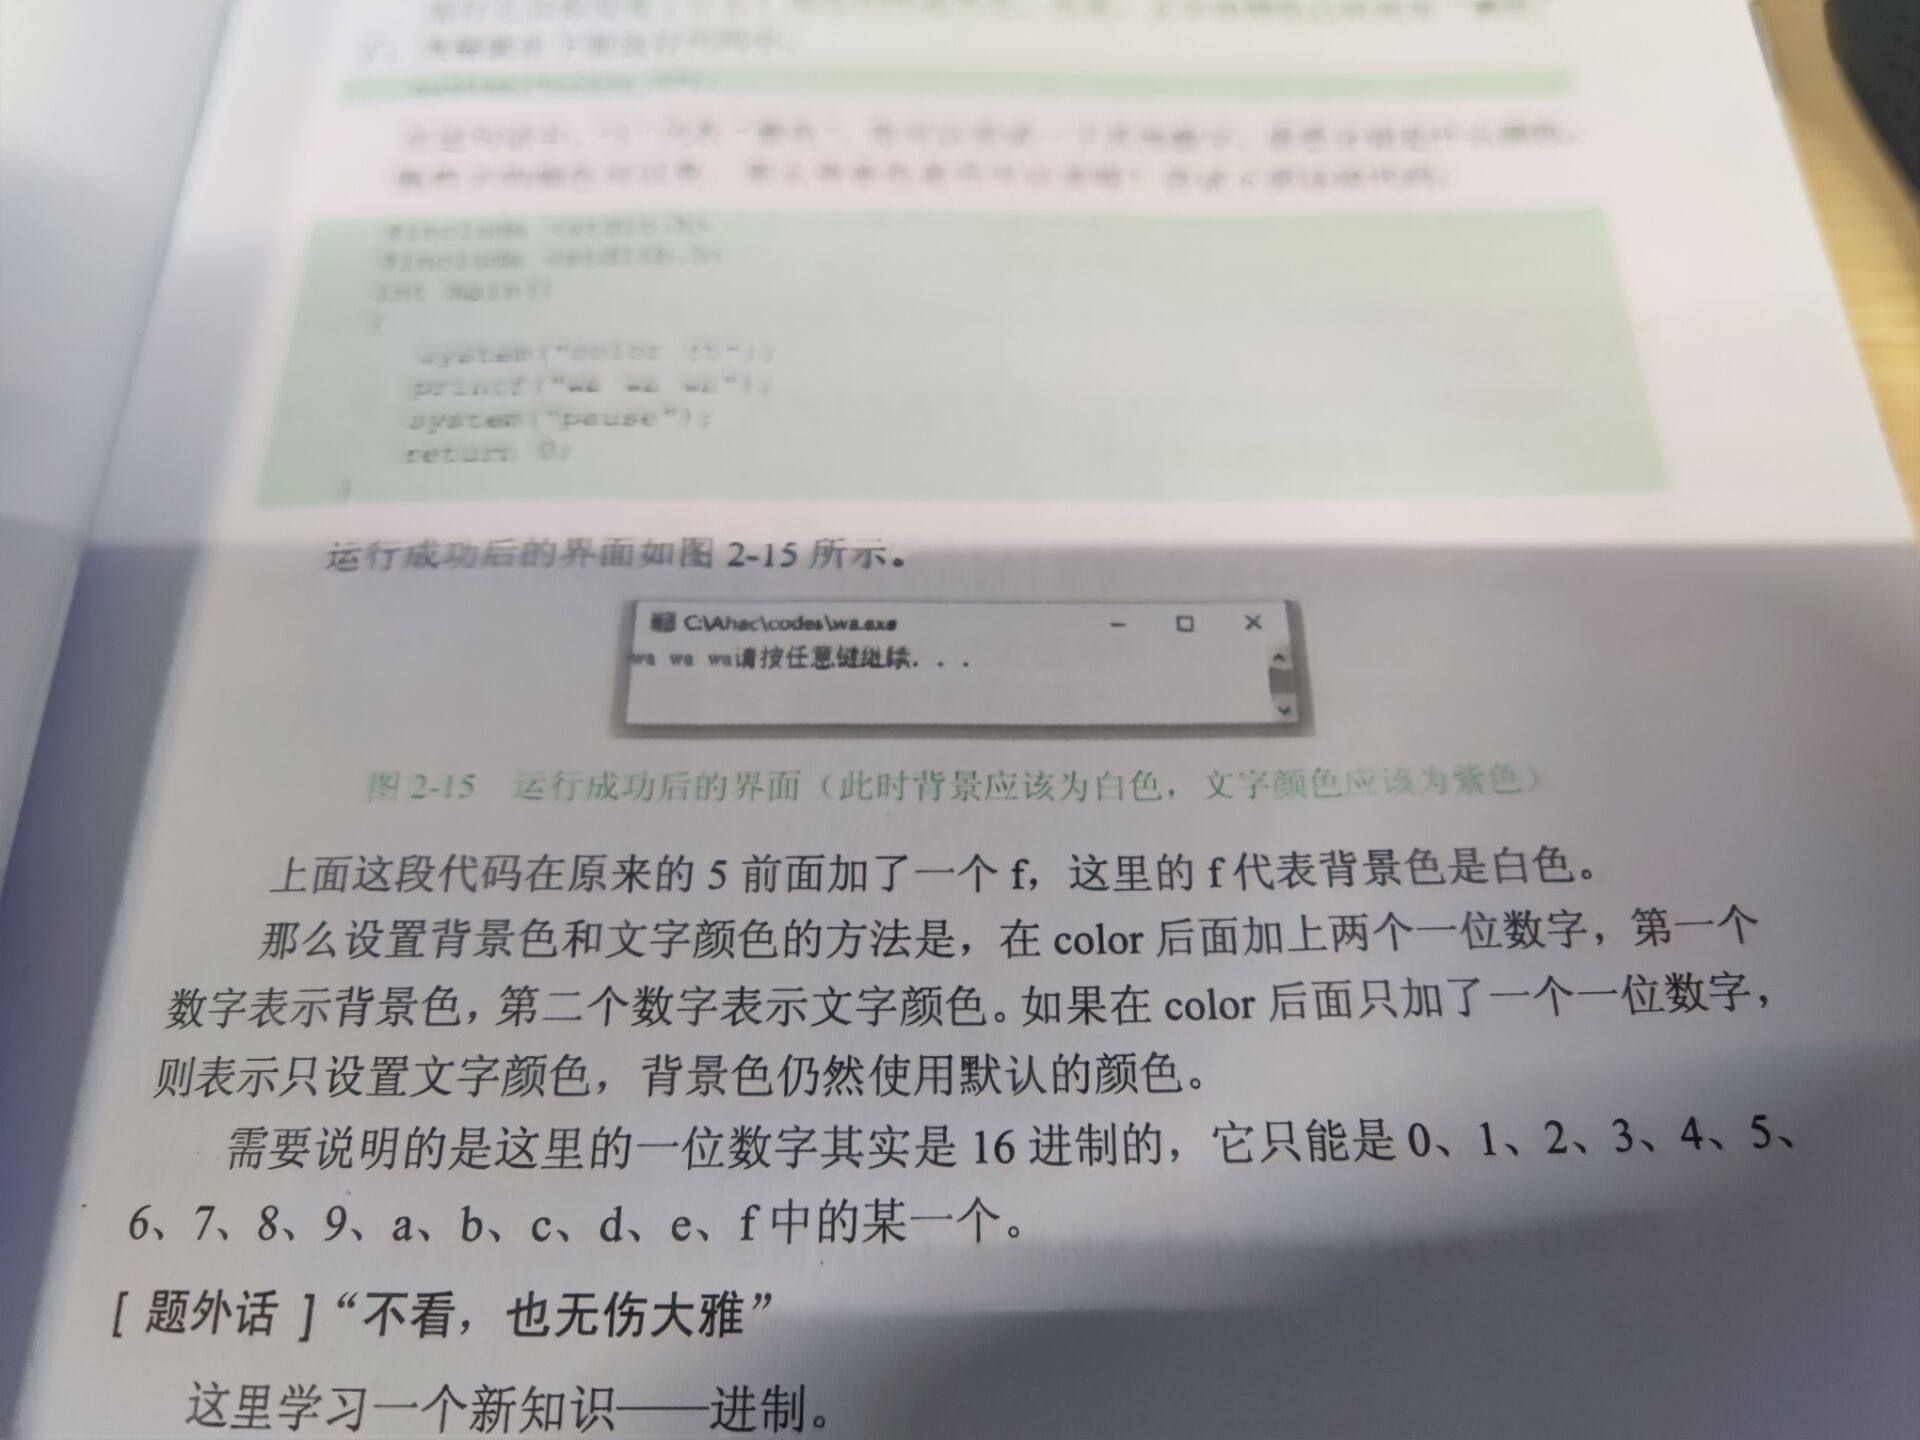 #include <stdio.h>
#include <stdlib.h>
int main()
{
system("color f5");
printf("wa wa wa");
system("pause");
return 0;
}
运行成功后的界面如图 2-15 所示。
C:\Ahac\codes\wa.exe
wa wa wa请按任意键继续. . .
图 2-15 运行成功后的界面（此时背景应该为白色，文字颜色应该为紫色）
上面这段代码在原来的 5 前面加了一个 f，这里的 f 代表背景色是白色。
那么设置背景色和文字颜色的方法是，在 color 后面加上两个一位数字，第一个
数字表示背景色，第二个数字表示文字颜色。如果在 color 后面只加了一个一位数字，
则表示只设置文字颜色，背景色仍然使用默认的颜色。
需要说明的是这里的一位数字其实是 16 进制的，它只能是 0、1、2、3、4、5、
6、7、8、9、a、b、c、d、e、f 中的某一个。
[ 题外话 ]“不看，也无伤大雅”
这里学习一个新知识——进制。